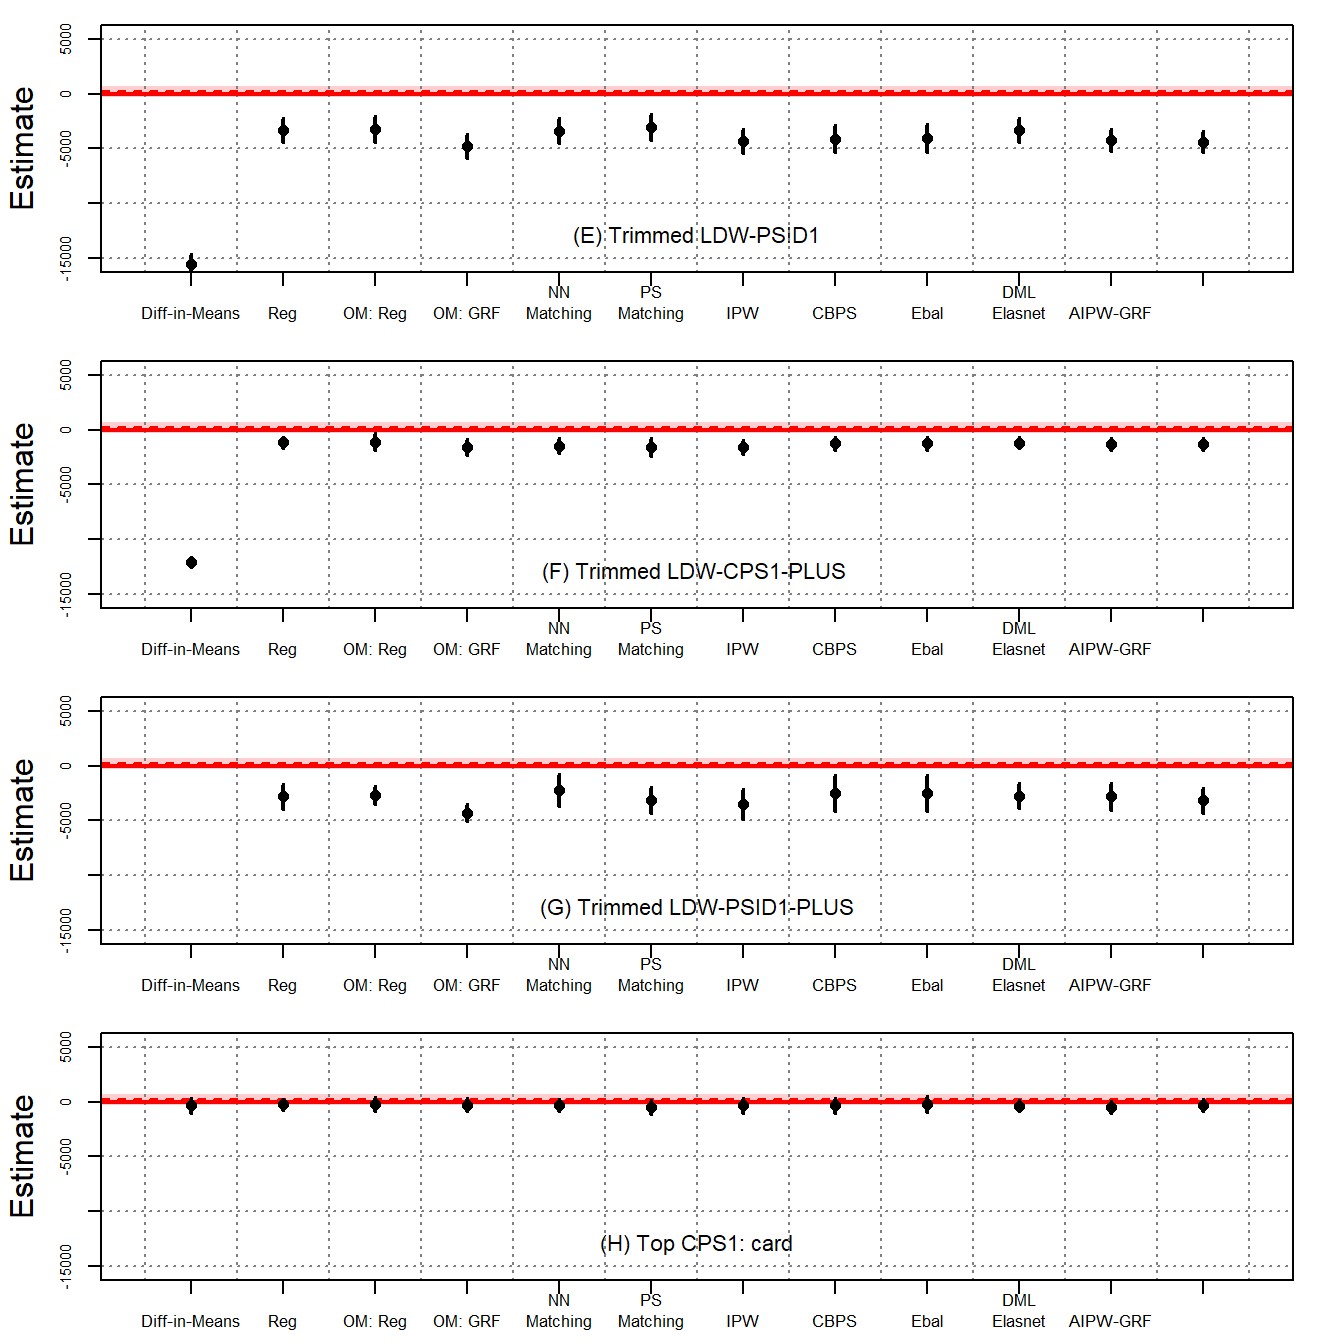 Estimate
5000
0
-5000
-15000
(E) Trimmed LDW-PSID1
Diff-in-Means Reg OM: Reg OM: GRF NN Matching PS Matching IPW CBPS Ebal DML Elasnet AIPW-GRF
Estimate
5000
0
-5000
-15000
(F) Trimmed LDW-CPS1-PLUS
Diff-in-Means Reg OM: Reg OM: GRF NN Matching PS Matching IPW CBPS Ebal DML Elasnet AIPW-GRF
Estimate
5000
0
-5000
-15000
(G) Trimmed LDW-PSID1-PLUS
Diff-in-Means Reg OM: Reg OM: GRF NN Matching PS Matching IPW CBPS Ebal DML Elasnet AIPW-GRF
Estimate
5000
0
-5000
-15000
(H) Top CPS1: card
Diff-in-Means Reg OM: Reg OM: GRF NN Matching PS Matching IPW CBPS Ebal DML Elasnet AIPW-GRF